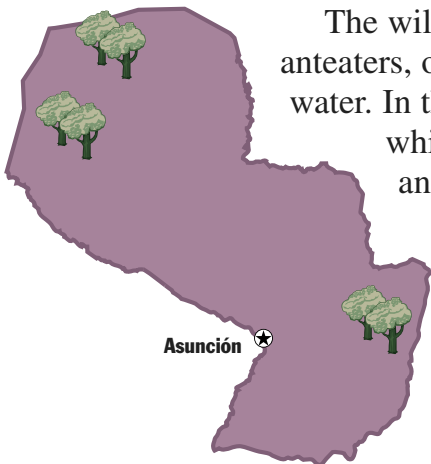 The wil
anteaters, o
water. In t
whi
an
Asunción